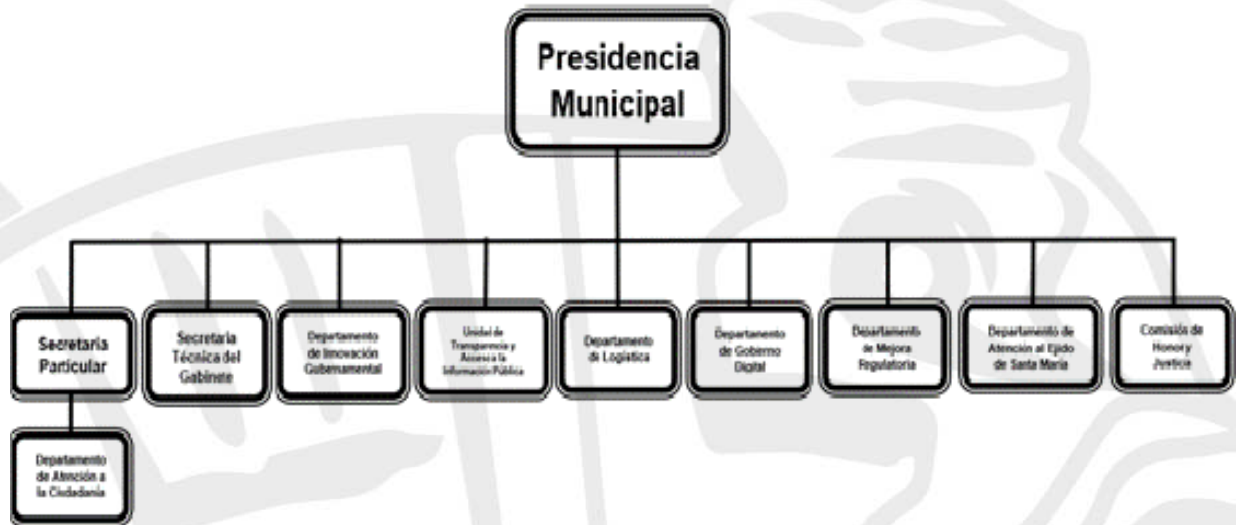 Presidencia
Municipal
Secretaria
Particular
Secretaria
Técnica del
Gabinete
Departamento
de Innovación
Gubernamental
Unidad de
Transparencia y
Acceso a la
Información Pública
Departamento
de Logística
Departamento
de Gobierno
Digital
Departamento
de Mejora
Regulatoria
Departamento de
Atención al Ejido
de Santa María
Comisión de
Honor y
Justicia
Departamento
de Atención a
la Ciudadanía